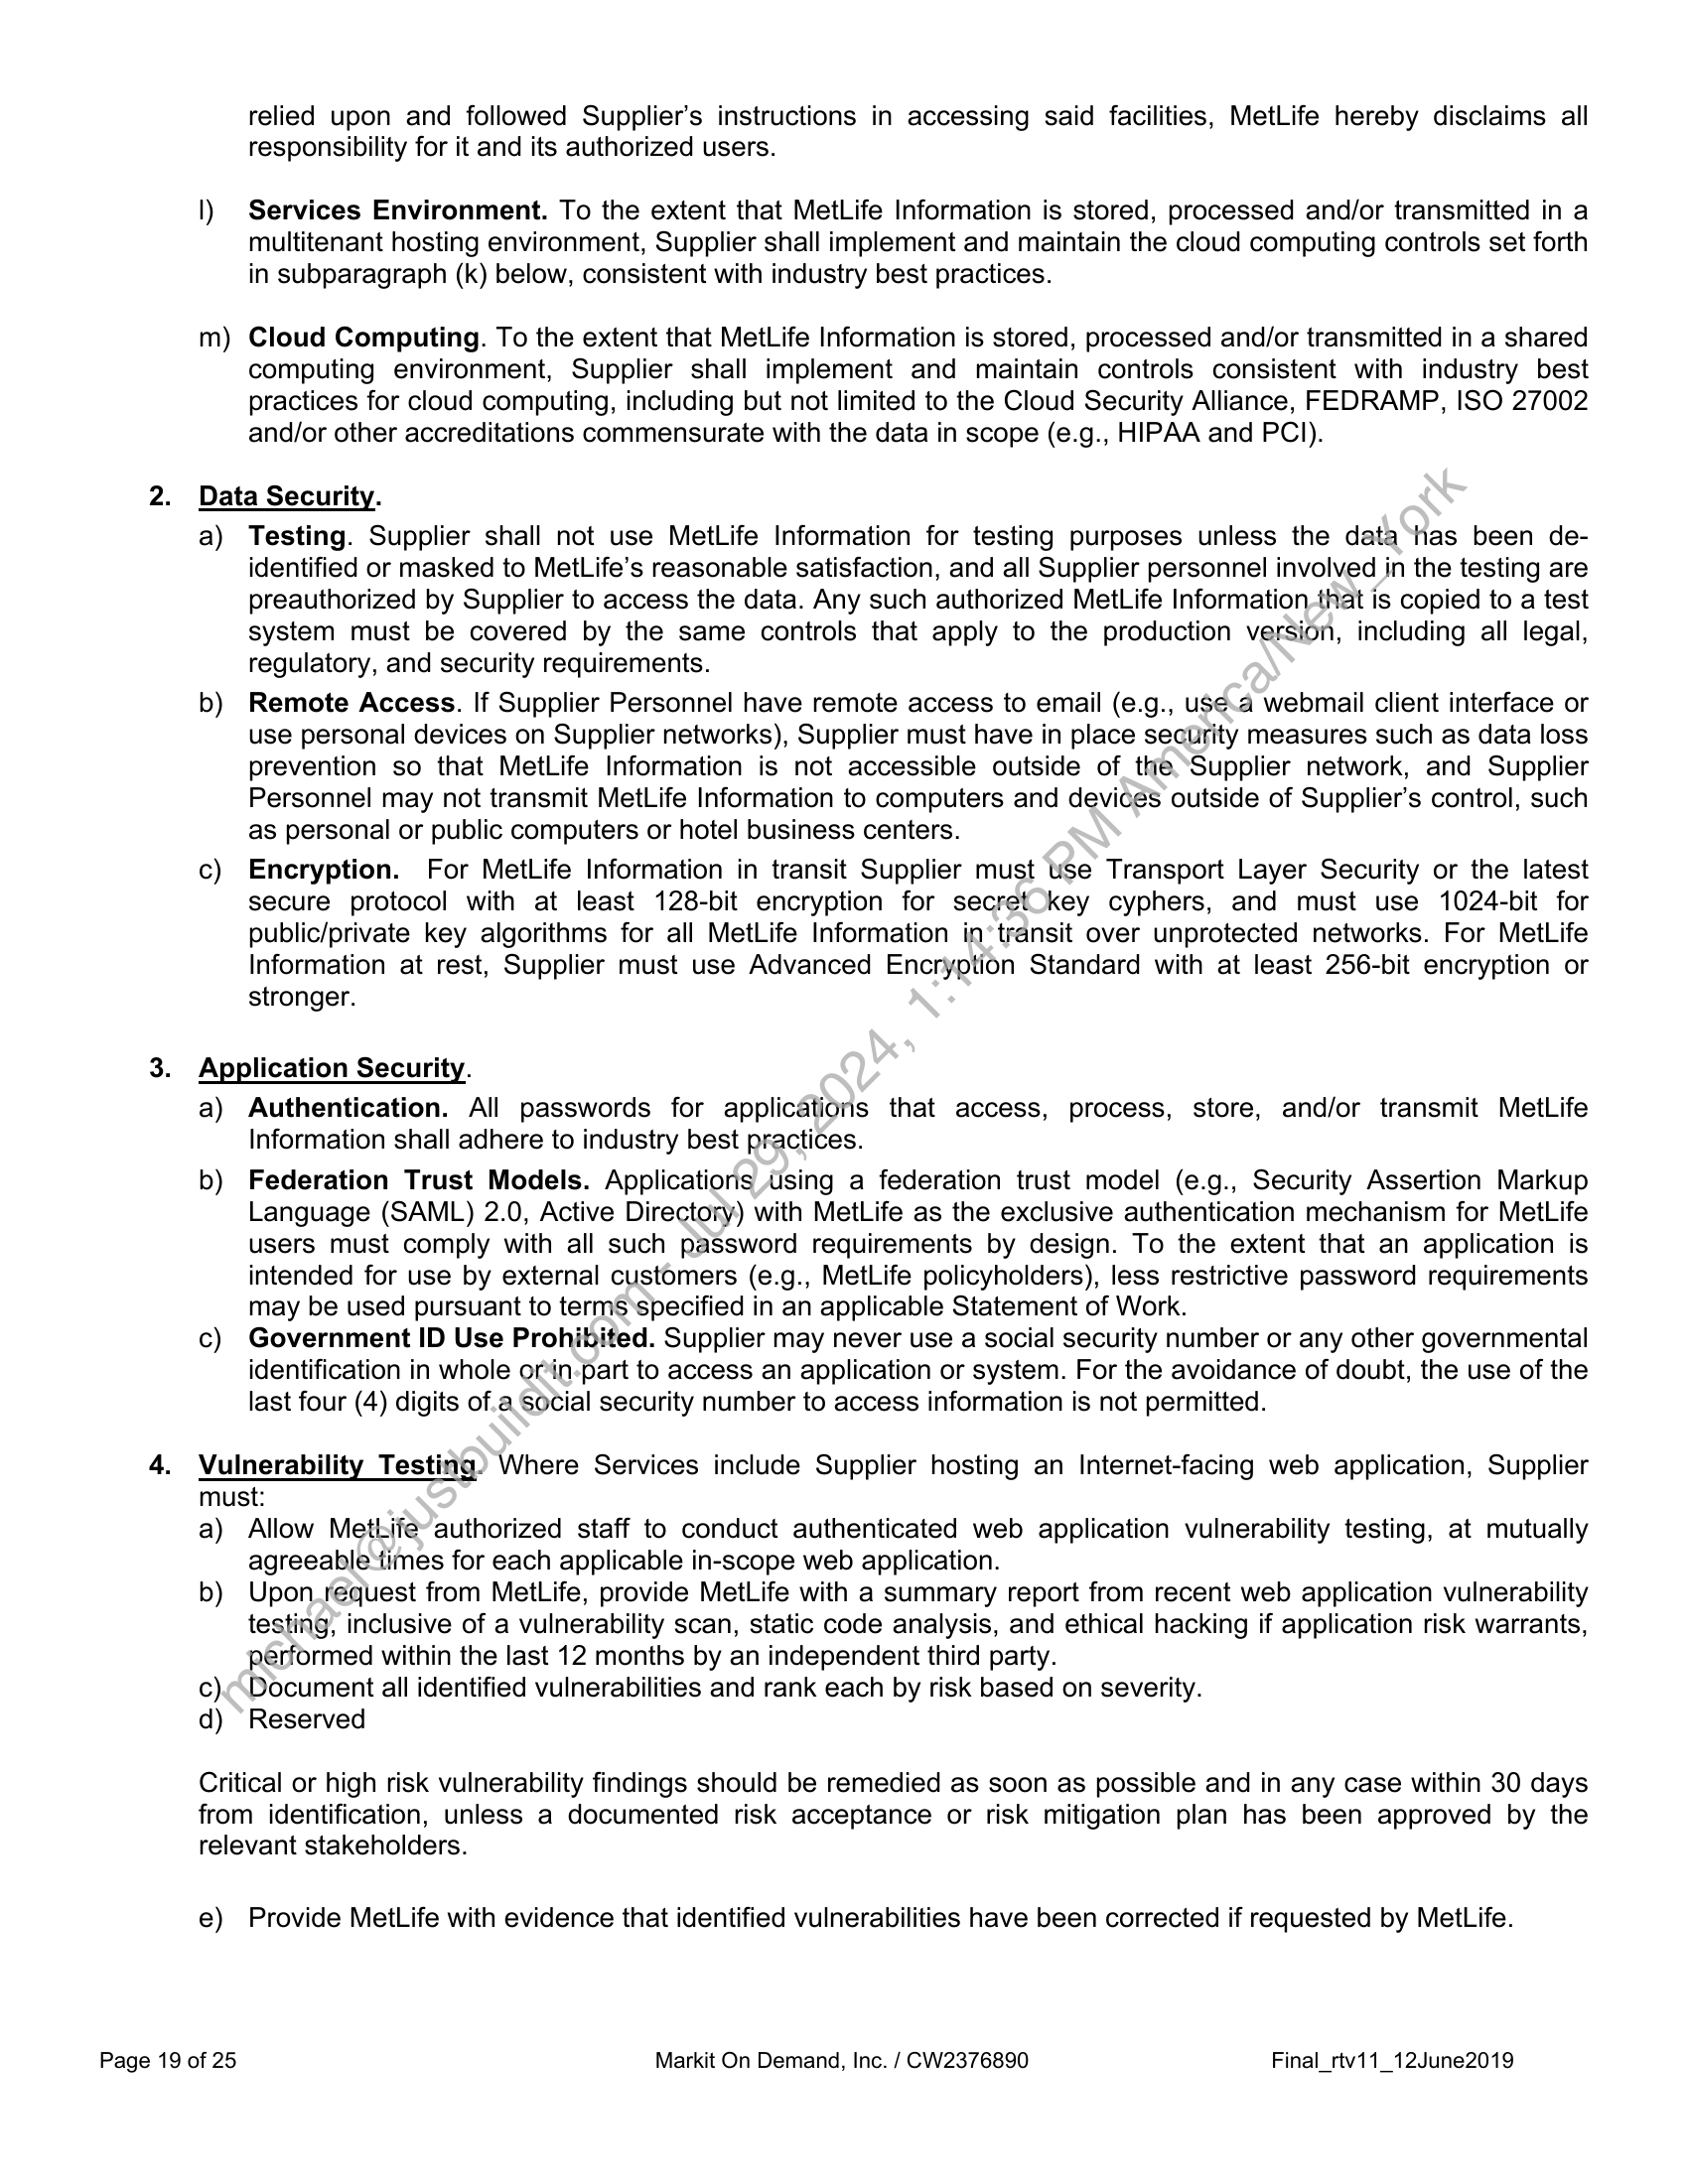 relied upon and followed Supplier’s instructions in accessing said facilities, MetLife hereby disclaims all
responsibility for it and its authorized users.
l) Services Environment. To the extent that MetLife Information is stored, processed and/or transmitted in a
multitenant hosting environment, Supplier shall implement and maintain the cloud computing controls set forth
in subparagraph (k) below, consistent with industry best practices.
m) Cloud Computing. To the extent that MetLife Information is stored, processed and/or transmitted in a shared
computing environment, Supplier shall implement and maintain controls consistent with industry best
practices for cloud computing, including but not limited to the Cloud Security Alliance, FEDRAMP, ISO 27002
and/or other accreditations commensurate with the data in scope (e.g., HIPAA and PCI).
2. Data Security.
a) Testing. Supplier shall not use MetLife Information for testing purposes unless the data has been de-
identified or masked to MetLife’s reasonable satisfaction, and all Supplier personnel involved in the testing are
preauthorized by Supplier to access the data. Any such authorized MetLife Information that is copied to a test
system must be covered by the same controls that apply to the production version, including all legal,
regulatory, and security requirements.
b) Remote Access. If Supplier Personnel have remote access to email (e.g., use a webmail client interface or
use personal devices on Supplier networks), Supplier must have in place security measures such as data loss
prevention so that MetLife Information is not accessible outside of the Supplier network, and Supplier
Personnel may not transmit MetLife Information to computers and devices outside of Supplier’s control, such
as personal or public computers or hotel business centers.
c) Encryption. For MetLife Information in transit Supplier must use Transport Layer Security or the latest
secure protocol with at least 128-bit encryption for secret key cyphers, and must use 1024-bit for
public/private key algorithms for all MetLife Information in transit over unprotected networks. For MetLife
Information at rest, Supplier must use Advanced Encryption Standard with at least 256-bit encryption or
stronger.
3. Application Security.
a) Authentication. All passwords for applications that access, process, store, and/or transmit MetLife
Information shall adhere to industry best practices.
b) Federation Trust Models. Applications using a federation trust model (e.g., Security Assertion Markup
Language (SAML) 2.0, Active Directory) with MetLife as the exclusive authentication mechanism for MetLife
users must comply with all such password requirements by design. To the extent that an application is
intended for use by external customers (e.g., MetLife policyholders), less restrictive password requirements
may be used pursuant to terms specified in an applicable Statement of Work.
c) Government ID Use Prohibited. Supplier may never use a social security number or any other governmental
identification in whole or in part to access an application or system. For the avoidance of doubt, the use of the
last four (4) digits of a social security number to access information is not permitted.
4. Vulnerability Testing. Where Services include Supplier hosting an Internet-facing web application, Supplier
must:
a) Allow MetLife authorized staff to conduct authenticated web application vulnerability testing, at mutually
agreeable times for each applicable in-scope web application.
b) Upon request from MetLife, provide MetLife with a summary report from recent web application vulnerability
testing, inclusive of a vulnerability scan, static code analysis, and ethical hacking if application risk warrants,
performed within the last 12 months by an independent third party.
c) Document all identified vulnerabilities and rank each by risk based on severity.
d) Reserved
Critical or high risk vulnerability findings should be remedied as soon as possible and in any case within 30 days
from identification, unless a documented risk acceptance or risk mitigation plan has been approved by the
relevant stakeholders.
e) Provide MetLife with evidence that identified vulnerabilities have been corrected if requested by MetLife.
Page 19 of 25 Markit On Demand, Inc. / CW2376890 Final_rtv11_12June2019
michael@justbuildit.com - Jul 29, 2024, 1:14:36 PM America/New_York